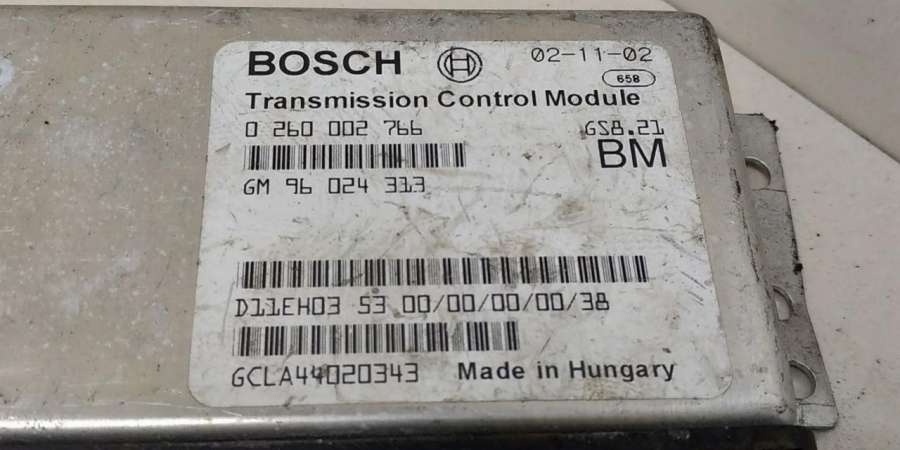 BOSCH 02-11-02
658
Transmission Control Module
0 260 002 766 GS8.21
BM
GM 96 024 313
D11EH03 S3 00/00/00/00/38
GCLA44020343 Made in Hungary